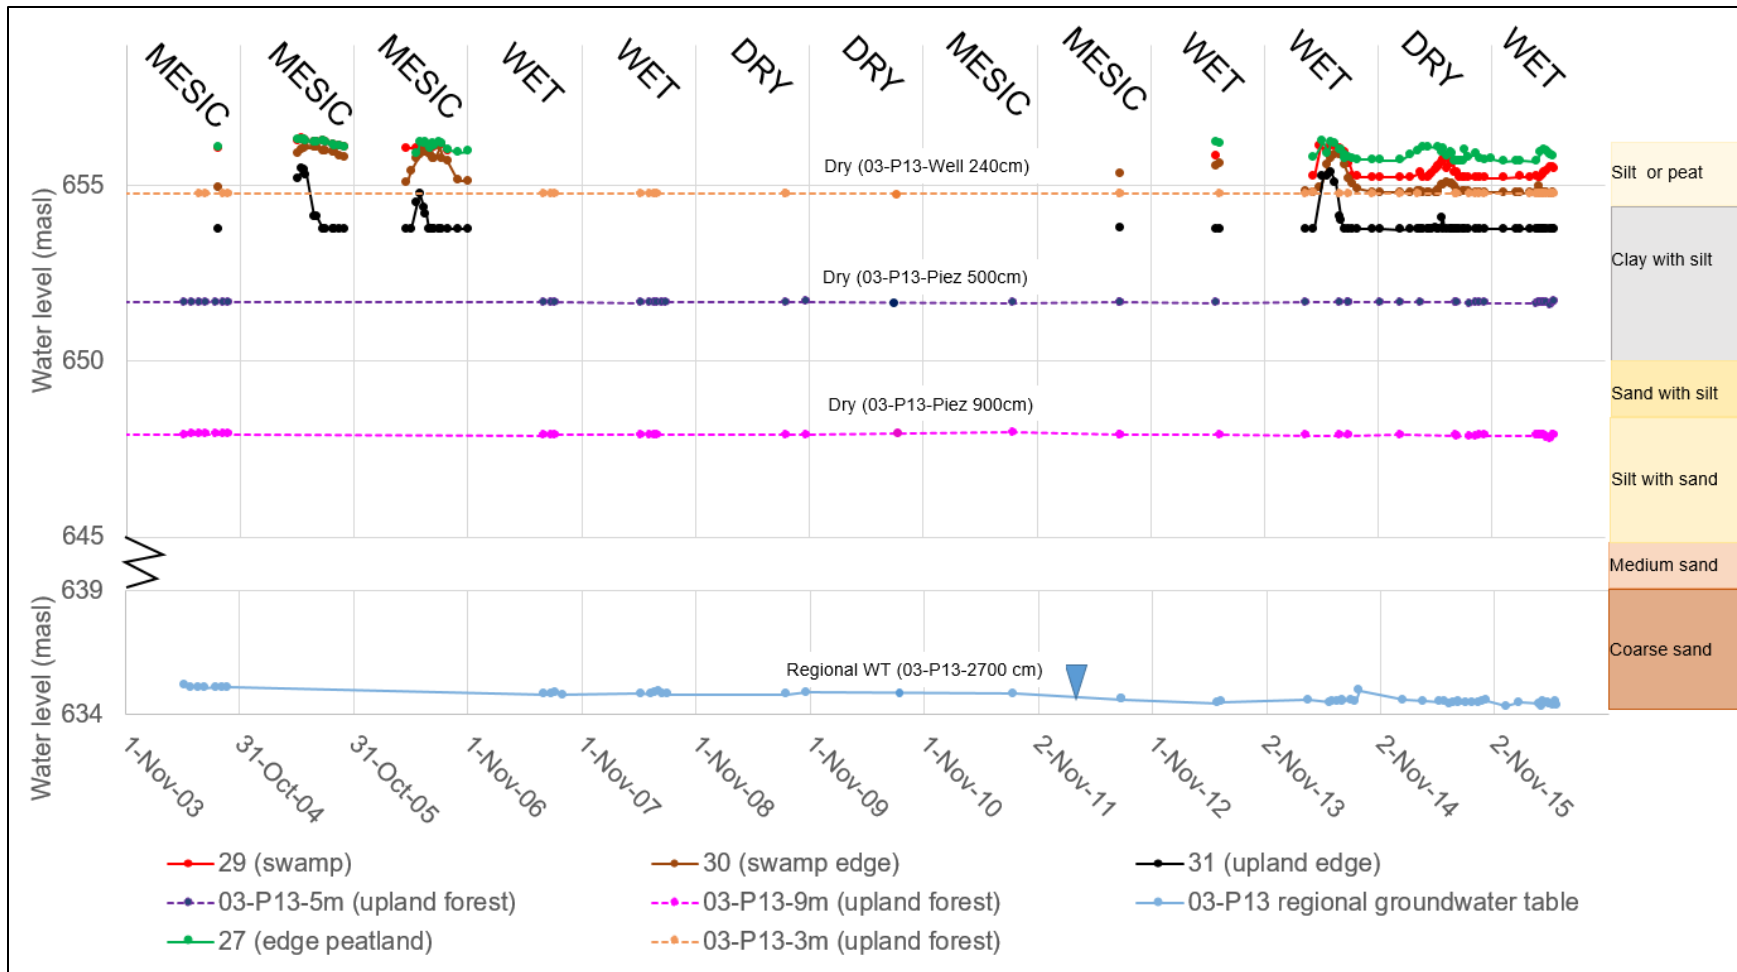 MESIC
MESIC
MESIC
WET
WET
DRY
DRY
MESIC
MESIC
WET
WET
DRY
WET
Water level (masl)
655
650
645
639
634
Water level (masl)
Dry (03-P13-Well 240cm)
Dry (03-P13-Piez 500cm)
Dry (03-P13-Piez 900cm)
Regional WT (03-P13-2700 cm)
Silt or peat
Clay with silt
Sand with silt
Silt with sand
Medium sand
Coarse sand
1-Nov-03
31-Oct-04
31-Oct-05
1-Nov-06
1-Nov-07
1-Nov-08
1-Nov-09
1-Nov-10
2-Nov-11
1-Nov-12
2-Nov-13
2-Nov-14
2-Nov-15
29 (swamp)
30 (swamp edge)
31 (upland edge)
03-P13-5m (upland forest)
03-P13-9m (upland forest)
03-P13 regional groundwater table
27 (edge peatland)
03-P13-3m (upland forest)